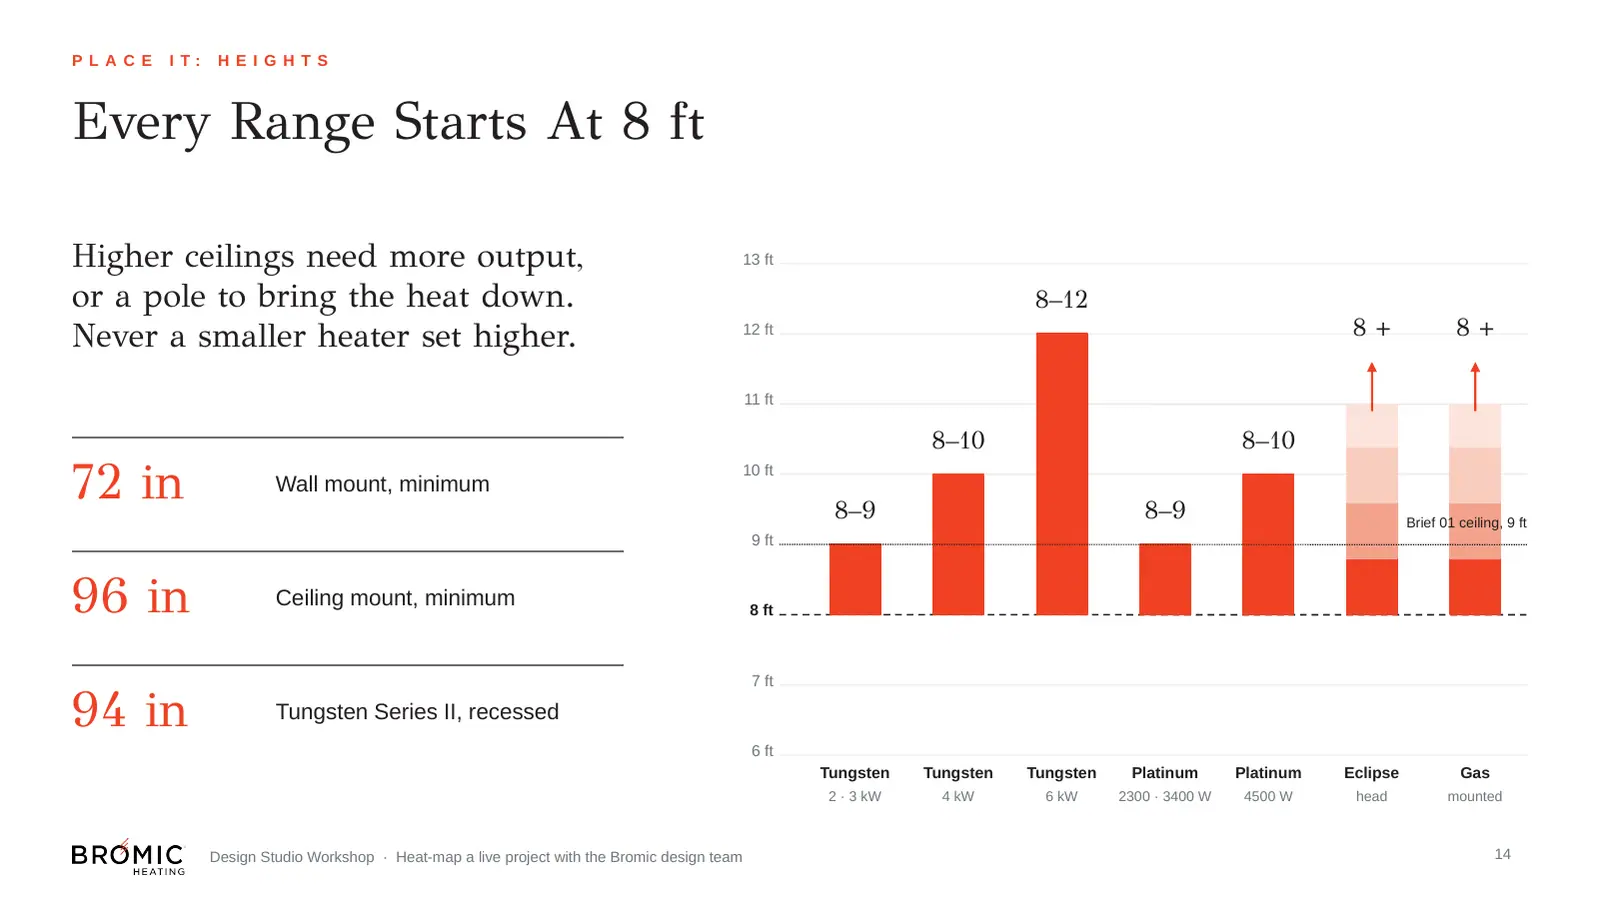 PLACE IT: HEIGHTS
Every Range Starts At 8 ft
Higher ceilings need more output,
or a pole to bring the heat down.
Never a smaller heater set higher.
72 in
Wall mount, minimum
96 in
Ceiling mount, minimum
94 in
Tungsten Series II, recessed
13 ft
12 ft
11 ft
10 ft
9 ft
8 ft
7 ft
6 ft
8–9
8–10
8–12
8–9
8–10
8 +
8 +
Brief 01 ceiling, 9 ft
Tungsten
2 · 3 kW
Tungsten
4 kW
Tungsten
6 kW
Platinum
2300 · 3400 W
Platinum
4500 W
Eclipse
head
Gas
mounted
BROMIC
HEATING
Design Studio Workshop · Heat-map a live project with the Bromic design team
14